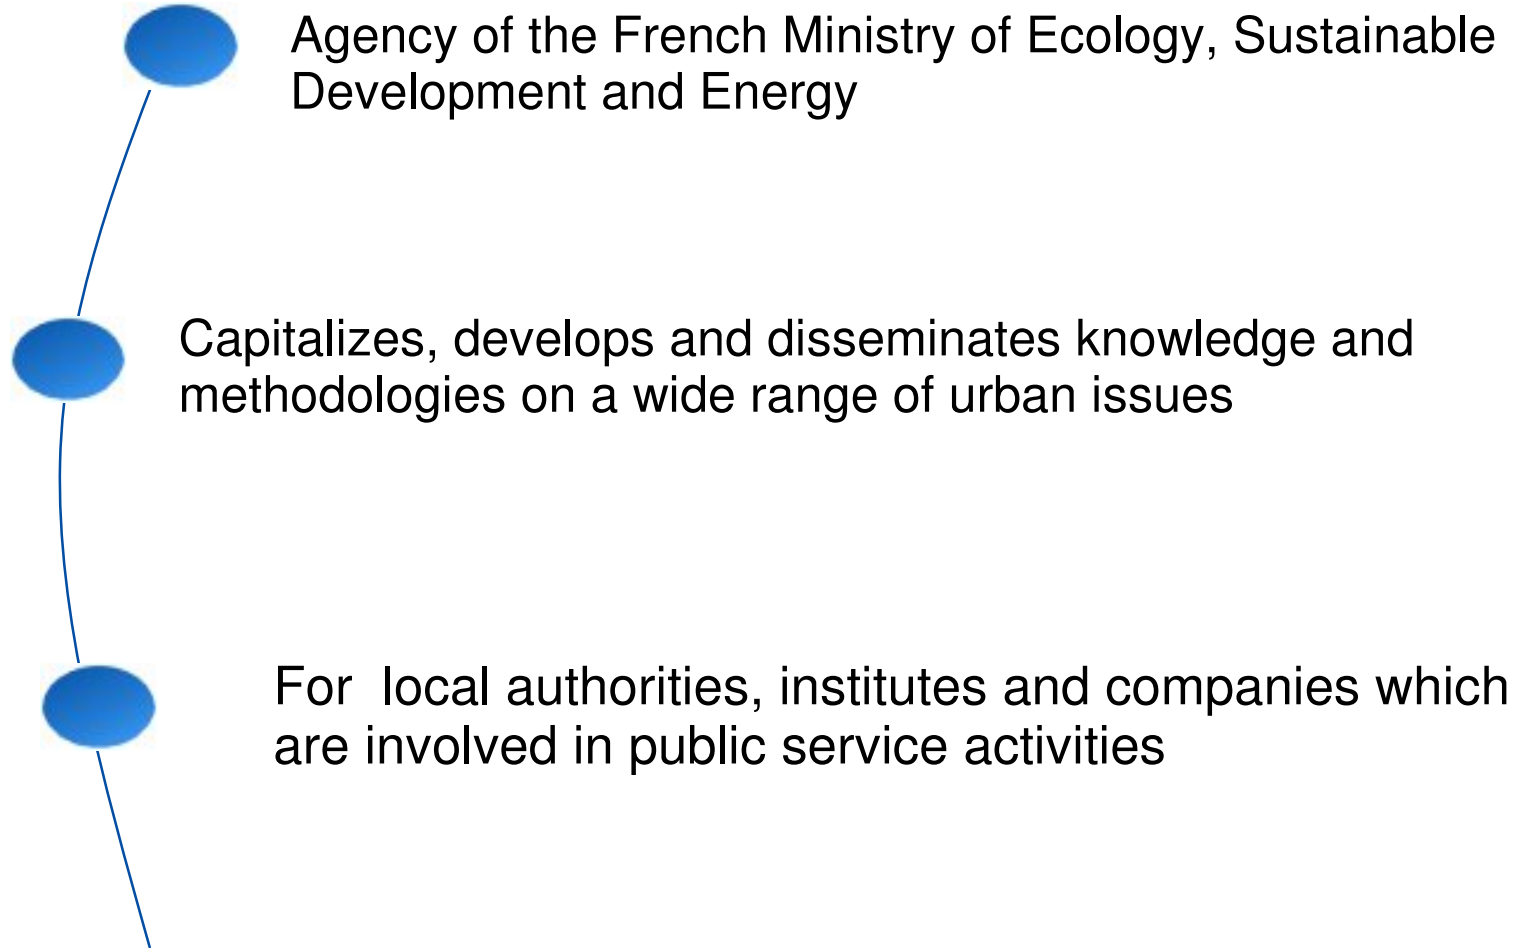 Agency of the French Ministry of Ecology, Sustainable
Development and Energy
Capitalizes, develops and disseminates knowledge and
methodologies on a wide range of urban issues
For  local authorities, institutes and companies which
are involved in public service activities